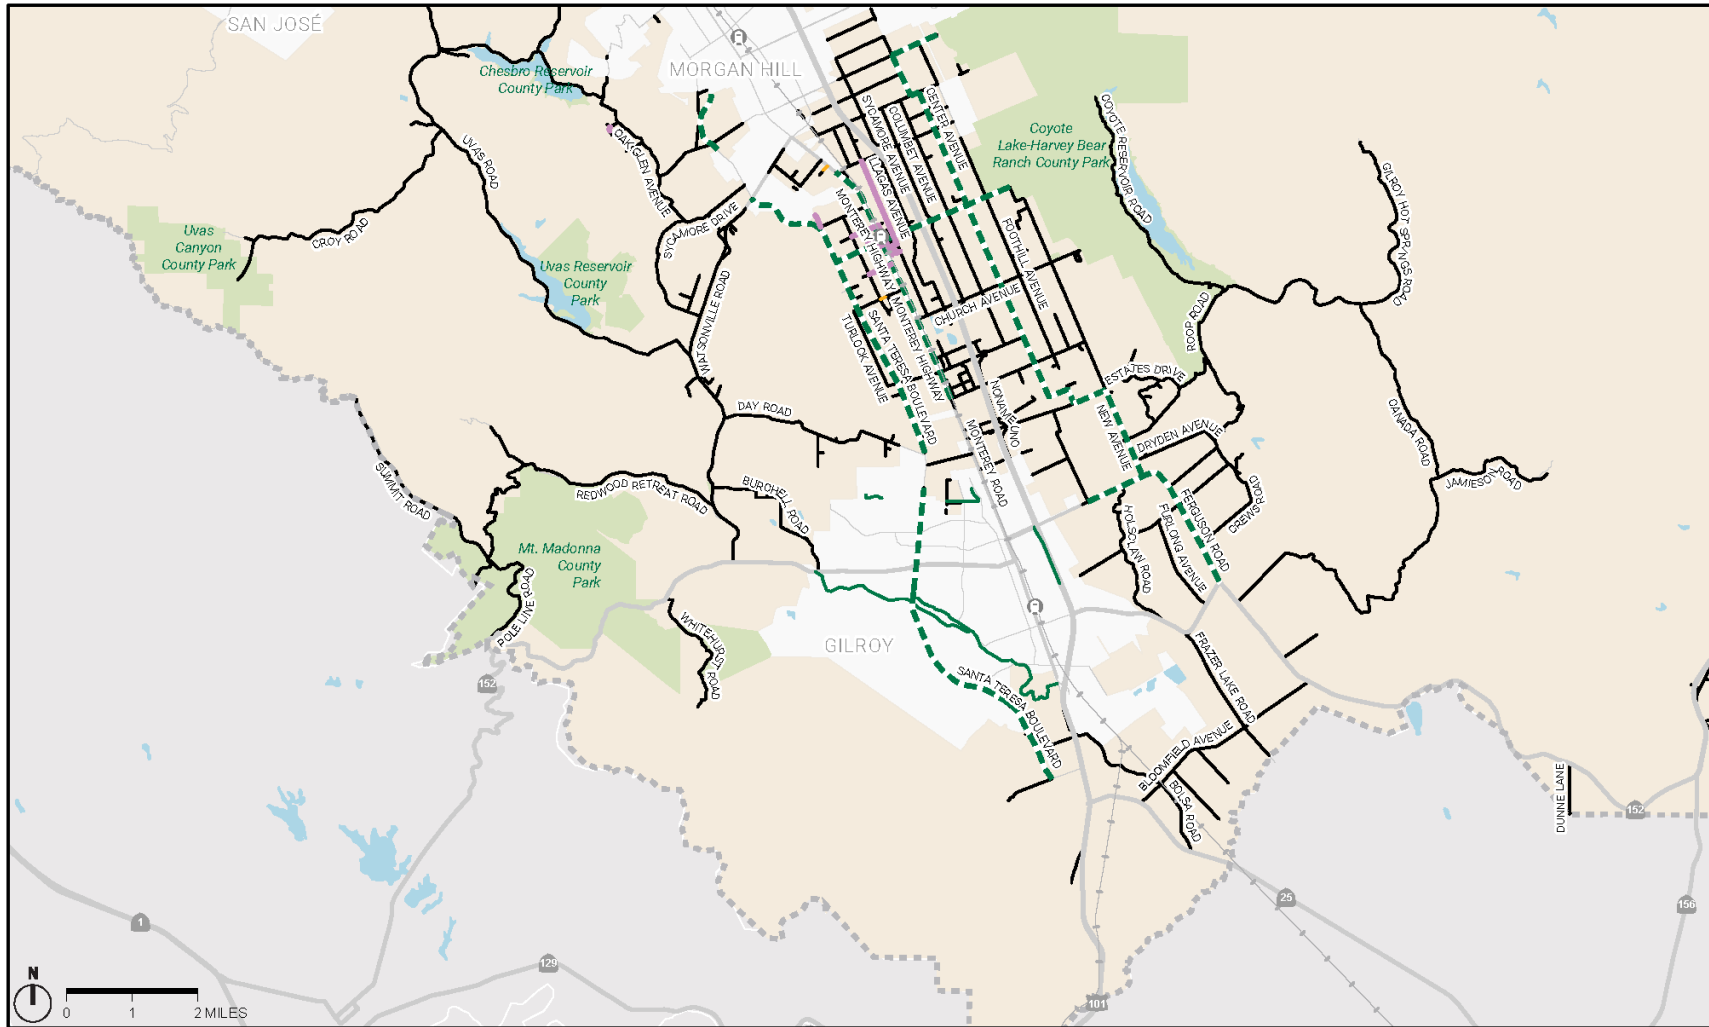 SAN JOSÉ
MORGAN HILL
Chesbro Reservoir
County Park
Coyote
Lake-Harvey Bear
Ranch County Park
Uvas
Canyon
County Park
Uvas Reservoir
County
Park
Mt. Madonna
County
Park
GILROY
UVAS ROAD
CROY ROAD
OAK GLEN AVENUE
SYCAMORE DRIVE
WATSONVILLE ROAD
SYCAMORE AVENUE
COLUMBET AVENUE
CENTER AVENUE
LLAGAS AVENUE
MONTEREY HIGHWAY
MONTEREY HIGHWAY
SANTA TERESA BOULEVARD
TURLOCK AVENUE
CHURCH AVENUE
FOOTHILL AVENUE
COYOTE RESERVOIR ROAD
GILROY HOT SPRINGS ROAD
ROOP ROAD
ESTATES DRIVE
NEW AVENUE
DRYDEN AVENUE
CANADA ROAD
JAMIESON ROAD
CREWS ROAD
FERGUSON ROAD
FURLONG AVENUE
HOLSCLAW ROAD
NONAME UNO
MONTEREY ROAD
DAY ROAD
BURCHELL ROAD
REDWOOD RETREAT ROAD
SUMMIT ROAD
POLE LINE ROAD
WHITEHURST ROAD
SANTA TERESA BOULEVARD
FRAZER LAKE ROAD
BLOOMFIELD AVENUE
BOLSA ROAD
DUNNE LANE
152
152
1
129
25
156
101
N
0 1 2 MILES